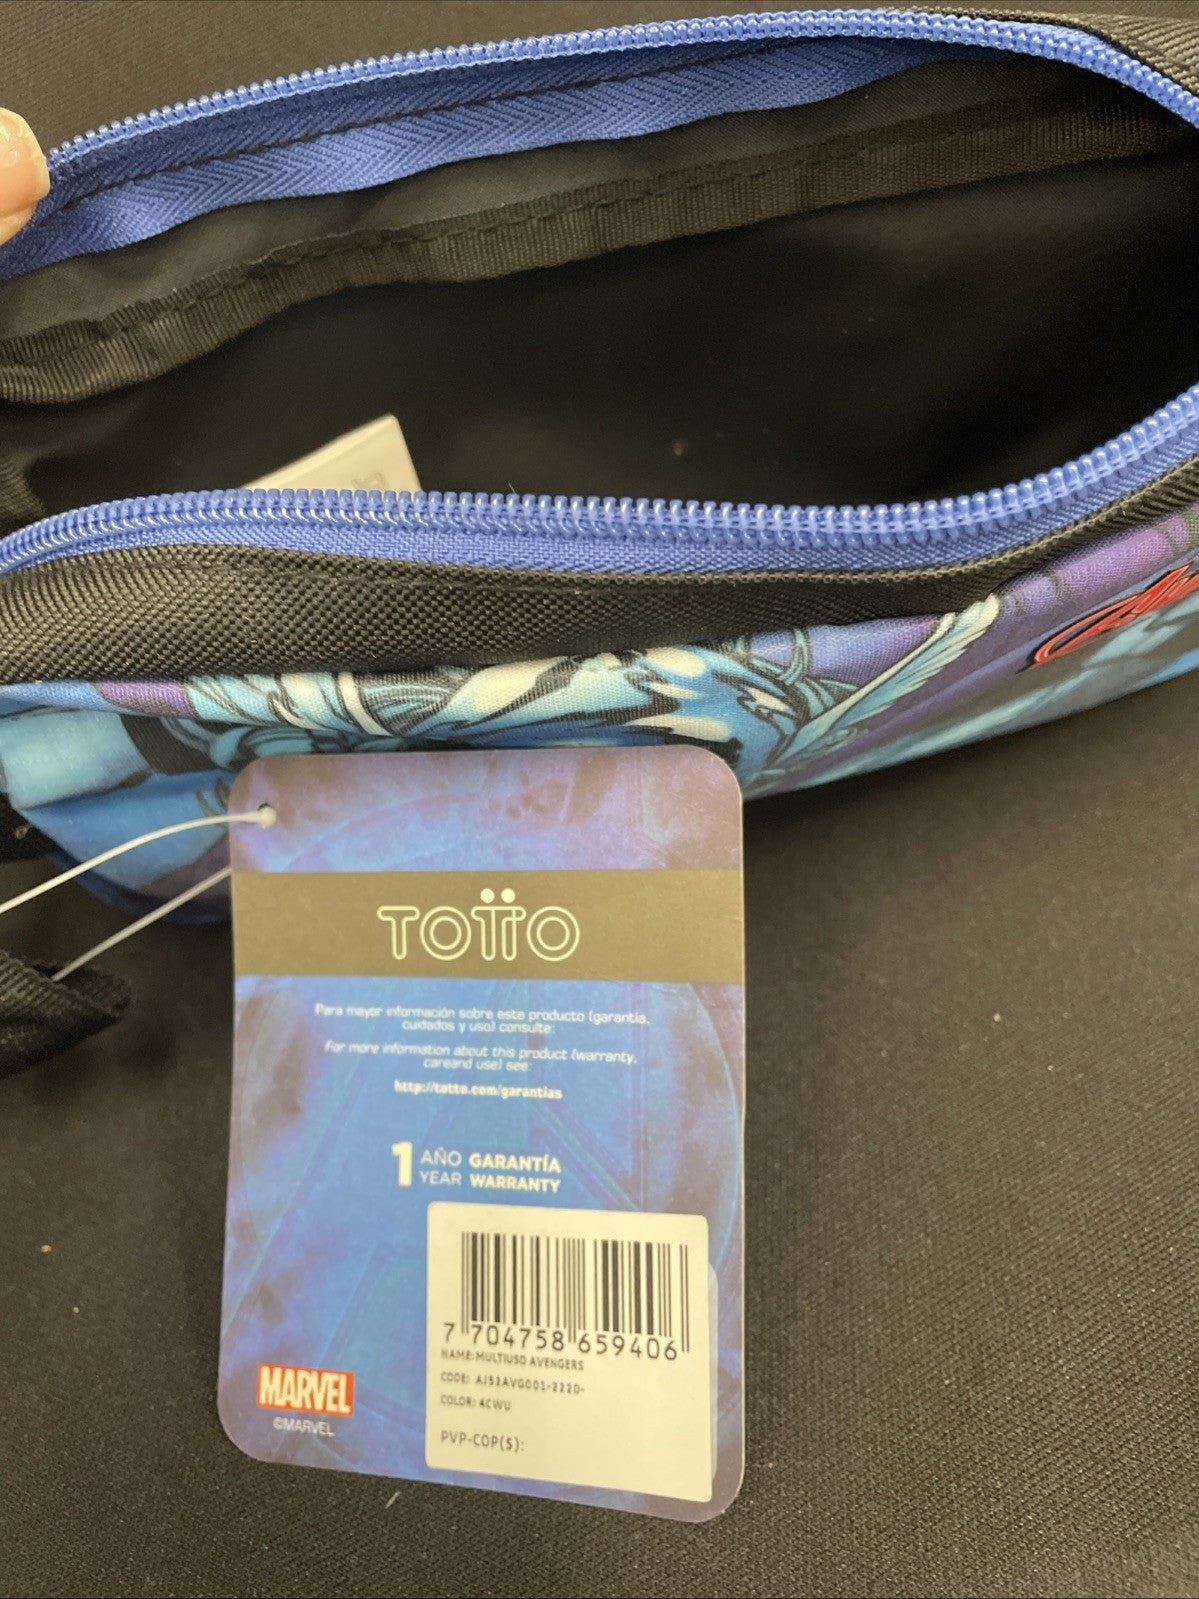 TOTTO
Para mayor información sobre este producto (garantía,
cuidados y uso) consulte:
For more information about this product (warranty,
careand use) see:
http://totto.com/garantias
1 AÑO GARANTÍA
YEAR WARRANTY
7 704758 659406
NAME: MULTIUSO AVENGERS
CODE: AJ52AVG001-2220-
COLOR: 4CWU
PVP-COP($):
MARVEL
©MARVEL